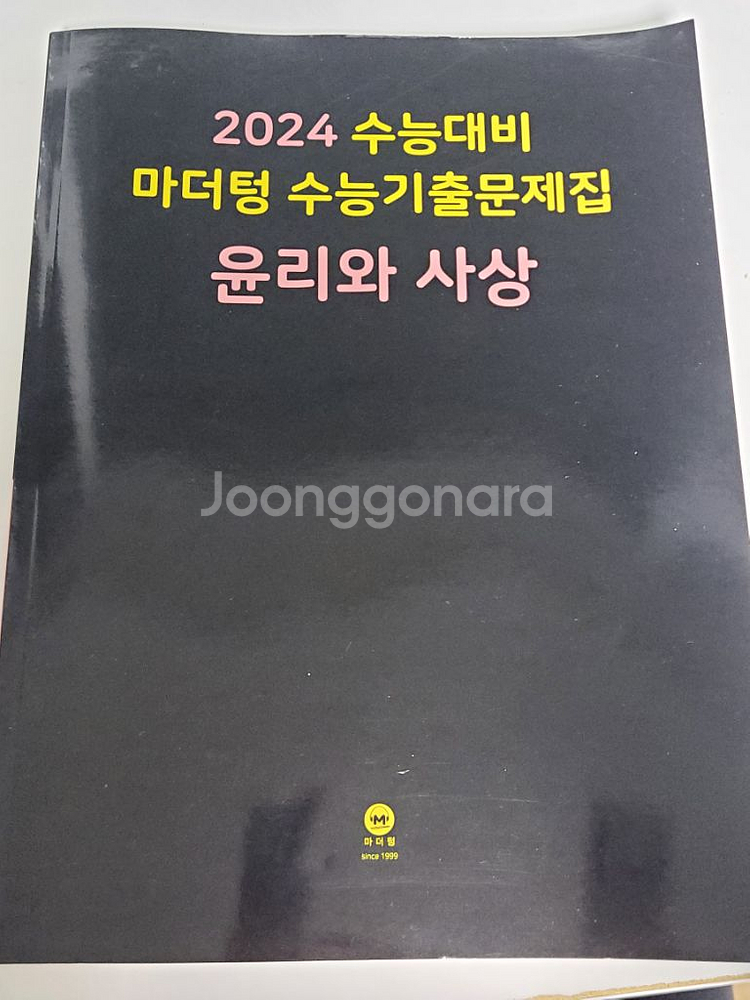 2024 수능대비
마더텅 수능기출문제집
윤리와 사상
Joonggonara
M
마더텅
since 1999